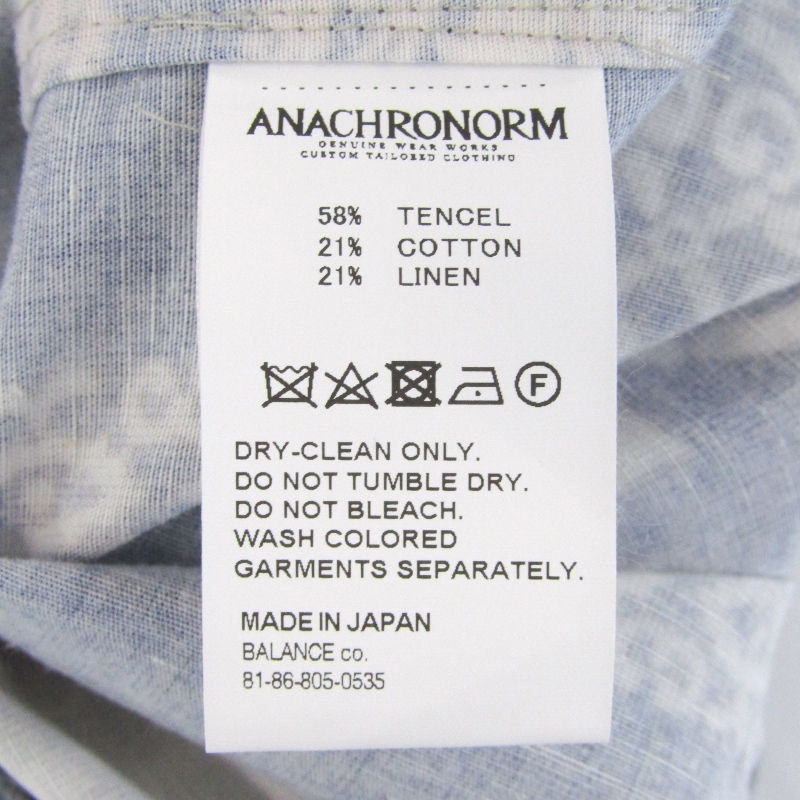 ANACHRONORM
GENUINE WEAR WORKS
CUSTOM TAILORED CLOTHING
58% TENCEL
21% COTTON
21% LINEN
F
DRY-CLEAN ONLY.
DO NOT TUMBLE DRY.
DO NOT BLEACH.
WASH COLORED
GARMENTS SEPARATELY.
MADE IN JAPAN
BALANCE co.
81-86-805-0535